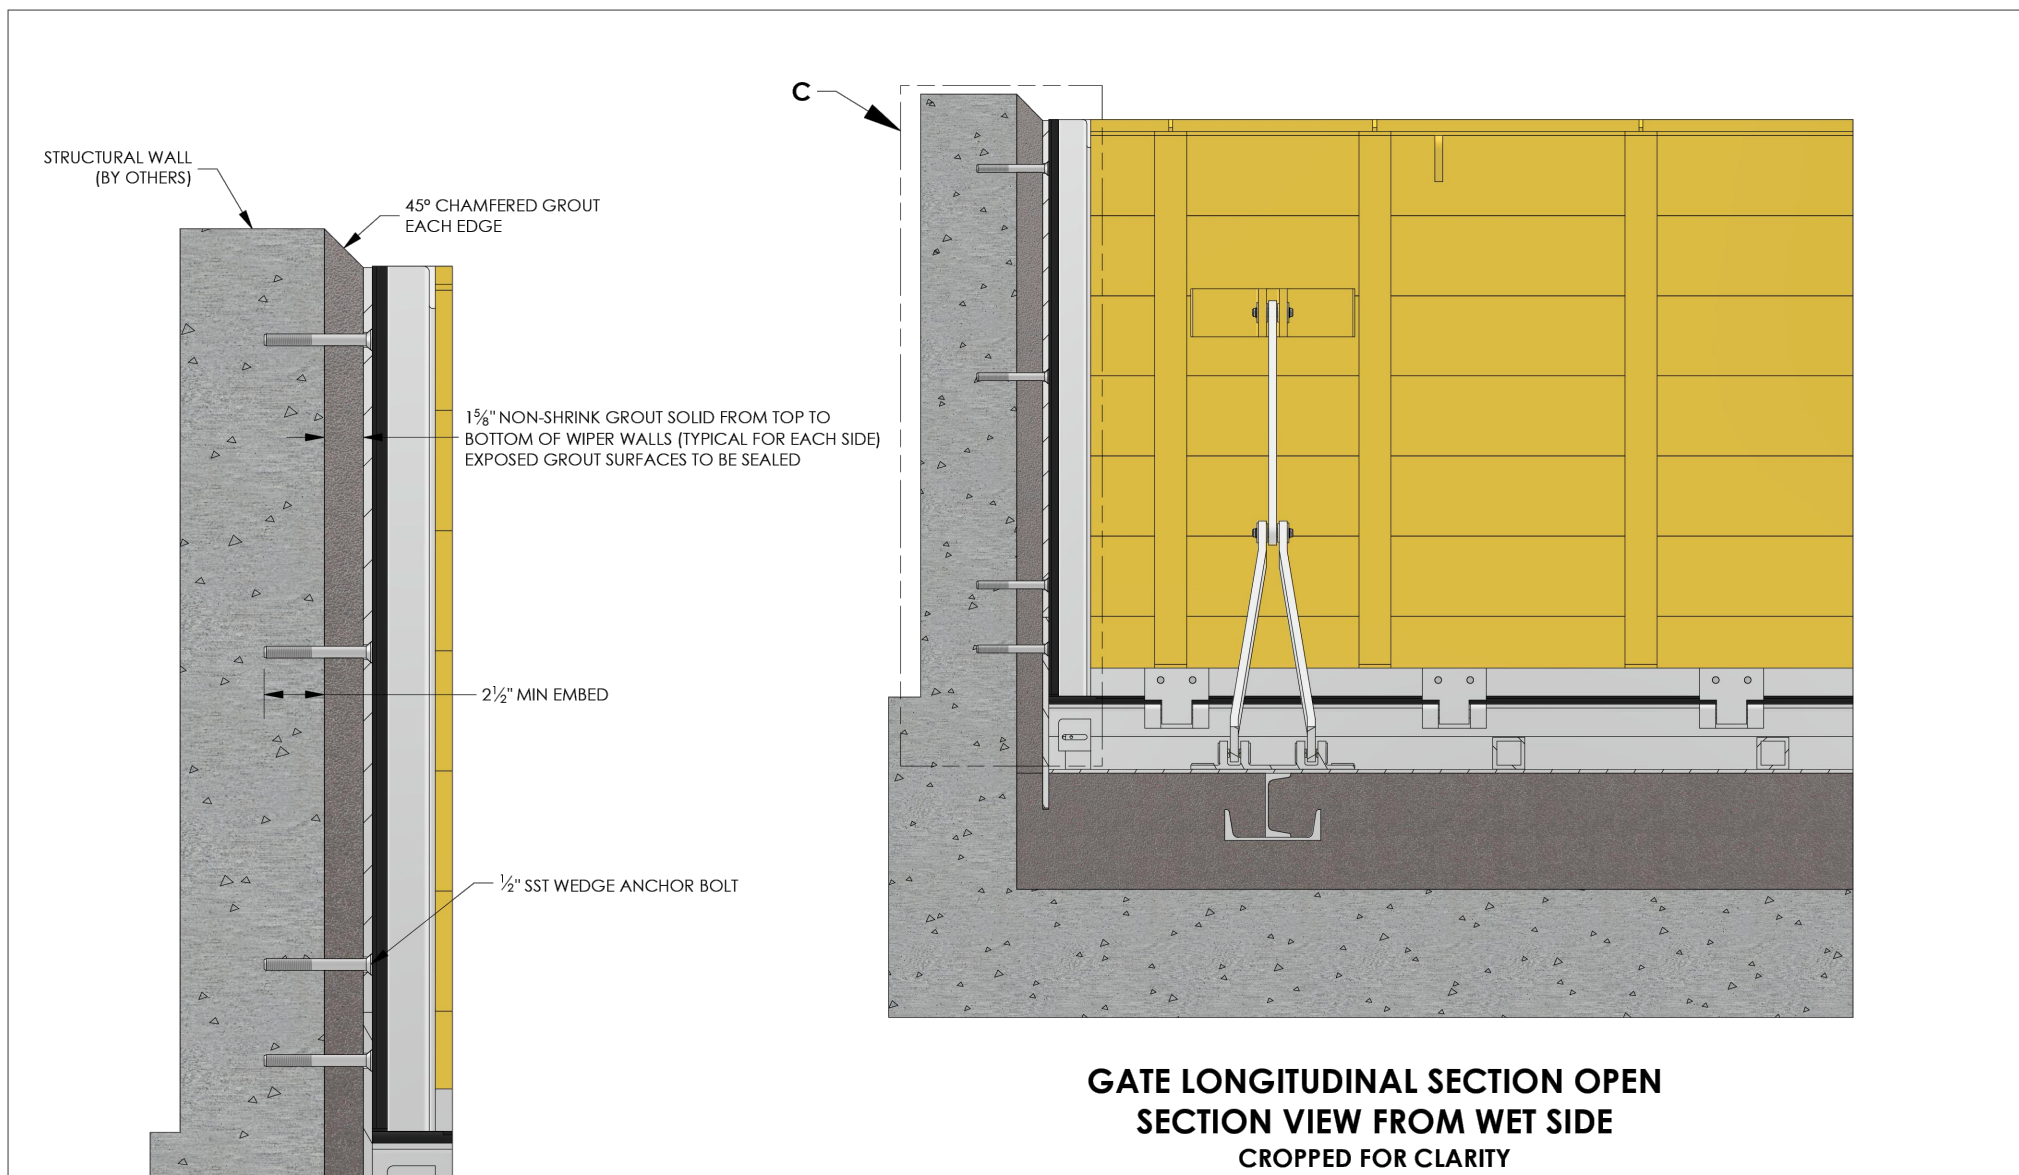 C
STRUCTURAL WALL
(BY OTHERS)
45º CHAMFERED GROUT
EACH EDGE
1⅝" NON-SHRINK GROUT SOLID FROM TOP TO
BOTTOM OF WIPER WALLS (TYPICAL FOR EACH SIDE)
EXPOSED GROUT SURFACES TO BE SEALED
2½" MIN EMBED
½" SST WEDGE ANCHOR BOLT
GATE LONGITUDINAL SECTION OPEN
SECTION VIEW FROM WET SIDE
CROPPED FOR CLARITY